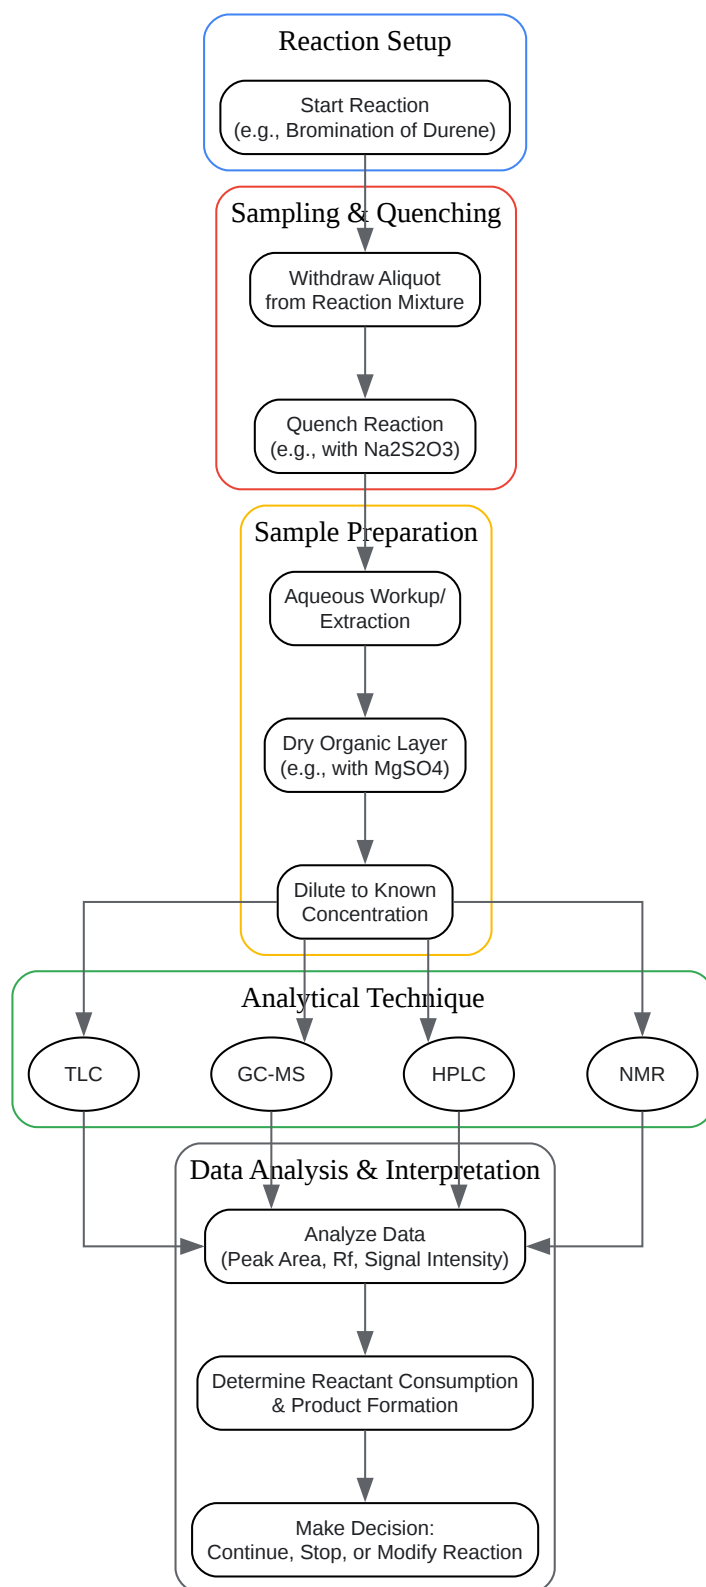 Reaction Setup
Start Reaction
(e.g., Bromination of Durene)
Sampling & Quenching
Withdraw Aliquot
from Reaction Mixture
Quench Reaction
(e.g., with Na2S2O3)
Sample Preparation
Aqueous Workup/
Extraction
Dry Organic Layer
(e.g., with MgSO4)
Dilute to Known
Concentration
Analytical Technique
TLC
GC-MS
HPLC
NMR
Data Analysis & Interpretation
Analyze Data
(Peak Area, Rf, Signal Intensity)
Determine Reactant Consumption
& Product Formation
Make Decision:
Continue, Stop, or Modify Reaction